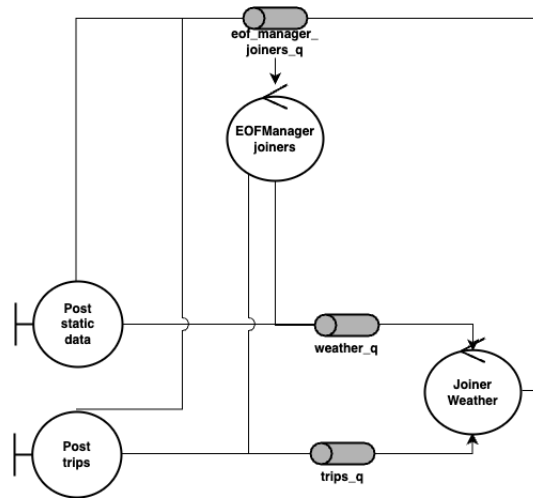 eof_manager_
joiners_q
EOFManager
joiners
Post
static
data
weather_q
Joiner
Weather
Post
trips
trips_q